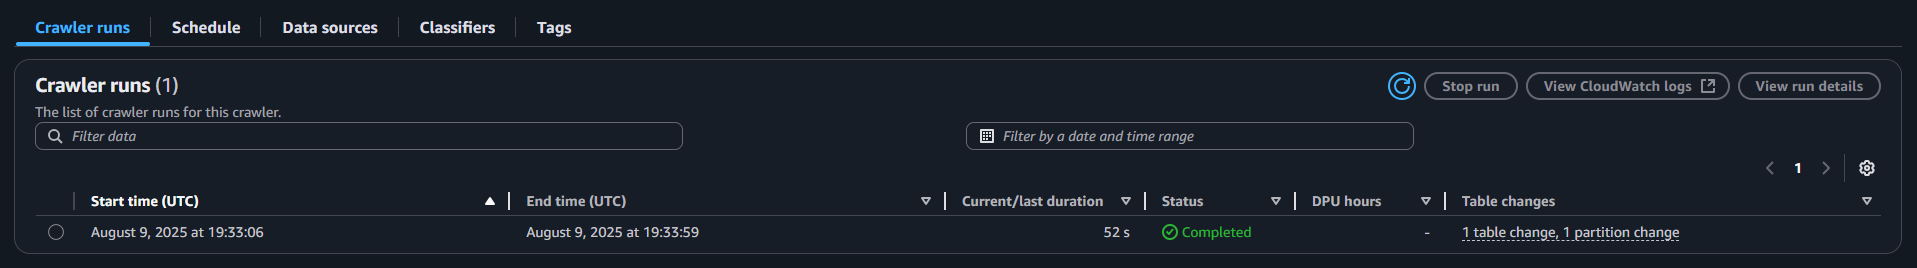 Crawler runs Schedule Data sources Classifiers Tags
Crawler runs (1)
Stop run View CloudWatch logs View run details
The list of crawler runs for this crawler.
Filter data Filter by a date and time range
1
Start time (UTC) End time (UTC) Current/last duration Status DPU hours Table changes
August 9, 2025 at 19:33:06 August 9, 2025 at 19:33:59 52 s Completed - 1 table change, 1 partition change